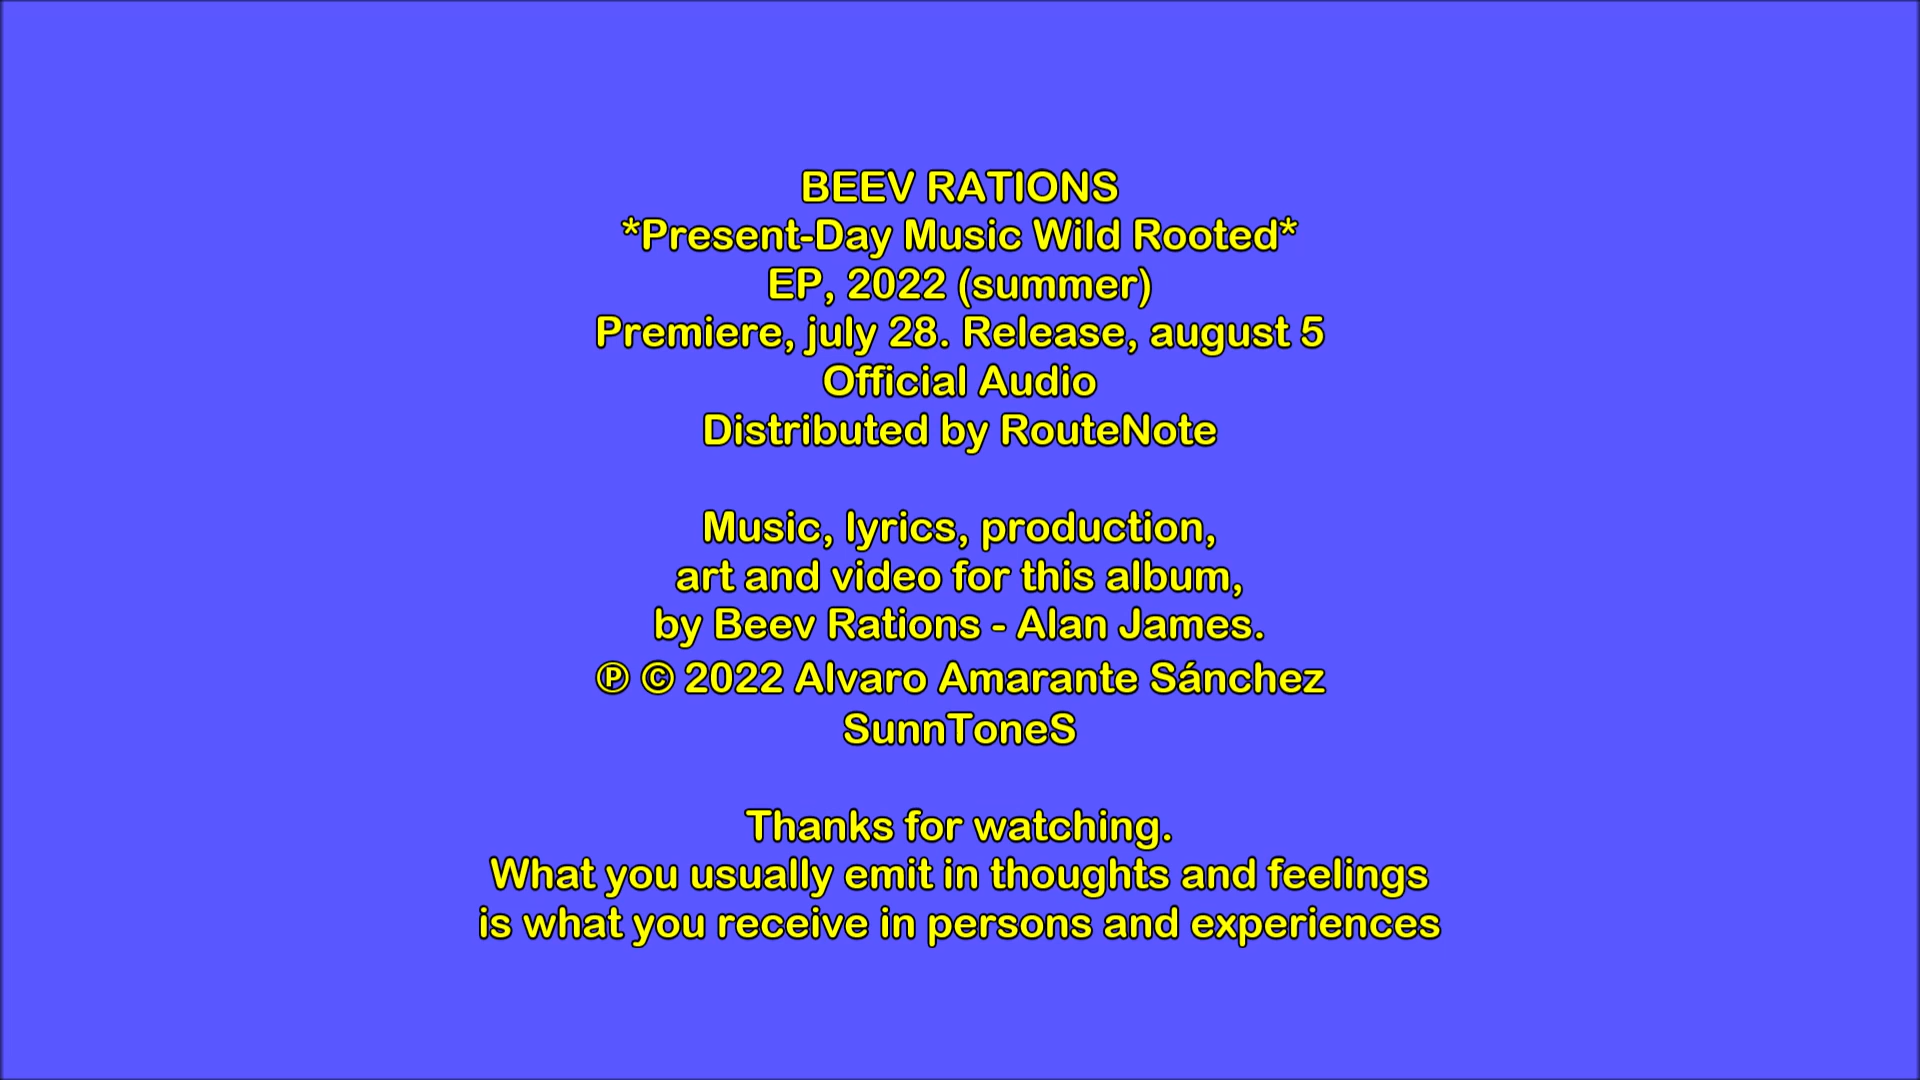 BEEV RATIONS
*Present-Day Music Wild Rooted*
EP, 2022 (summer)
Premiere, july 28. Release, august 5
Official Audio
Distributed by RouteNote
Music, lyrics, production,
art and video for this album,
by Beev Rations - Alan James.
℗ © 2022 Alvaro Amarante Sánchez
SunnToneS
Thanks for watching.
What you usually emit in thoughts and feelings
is what you receive in persons and experiences